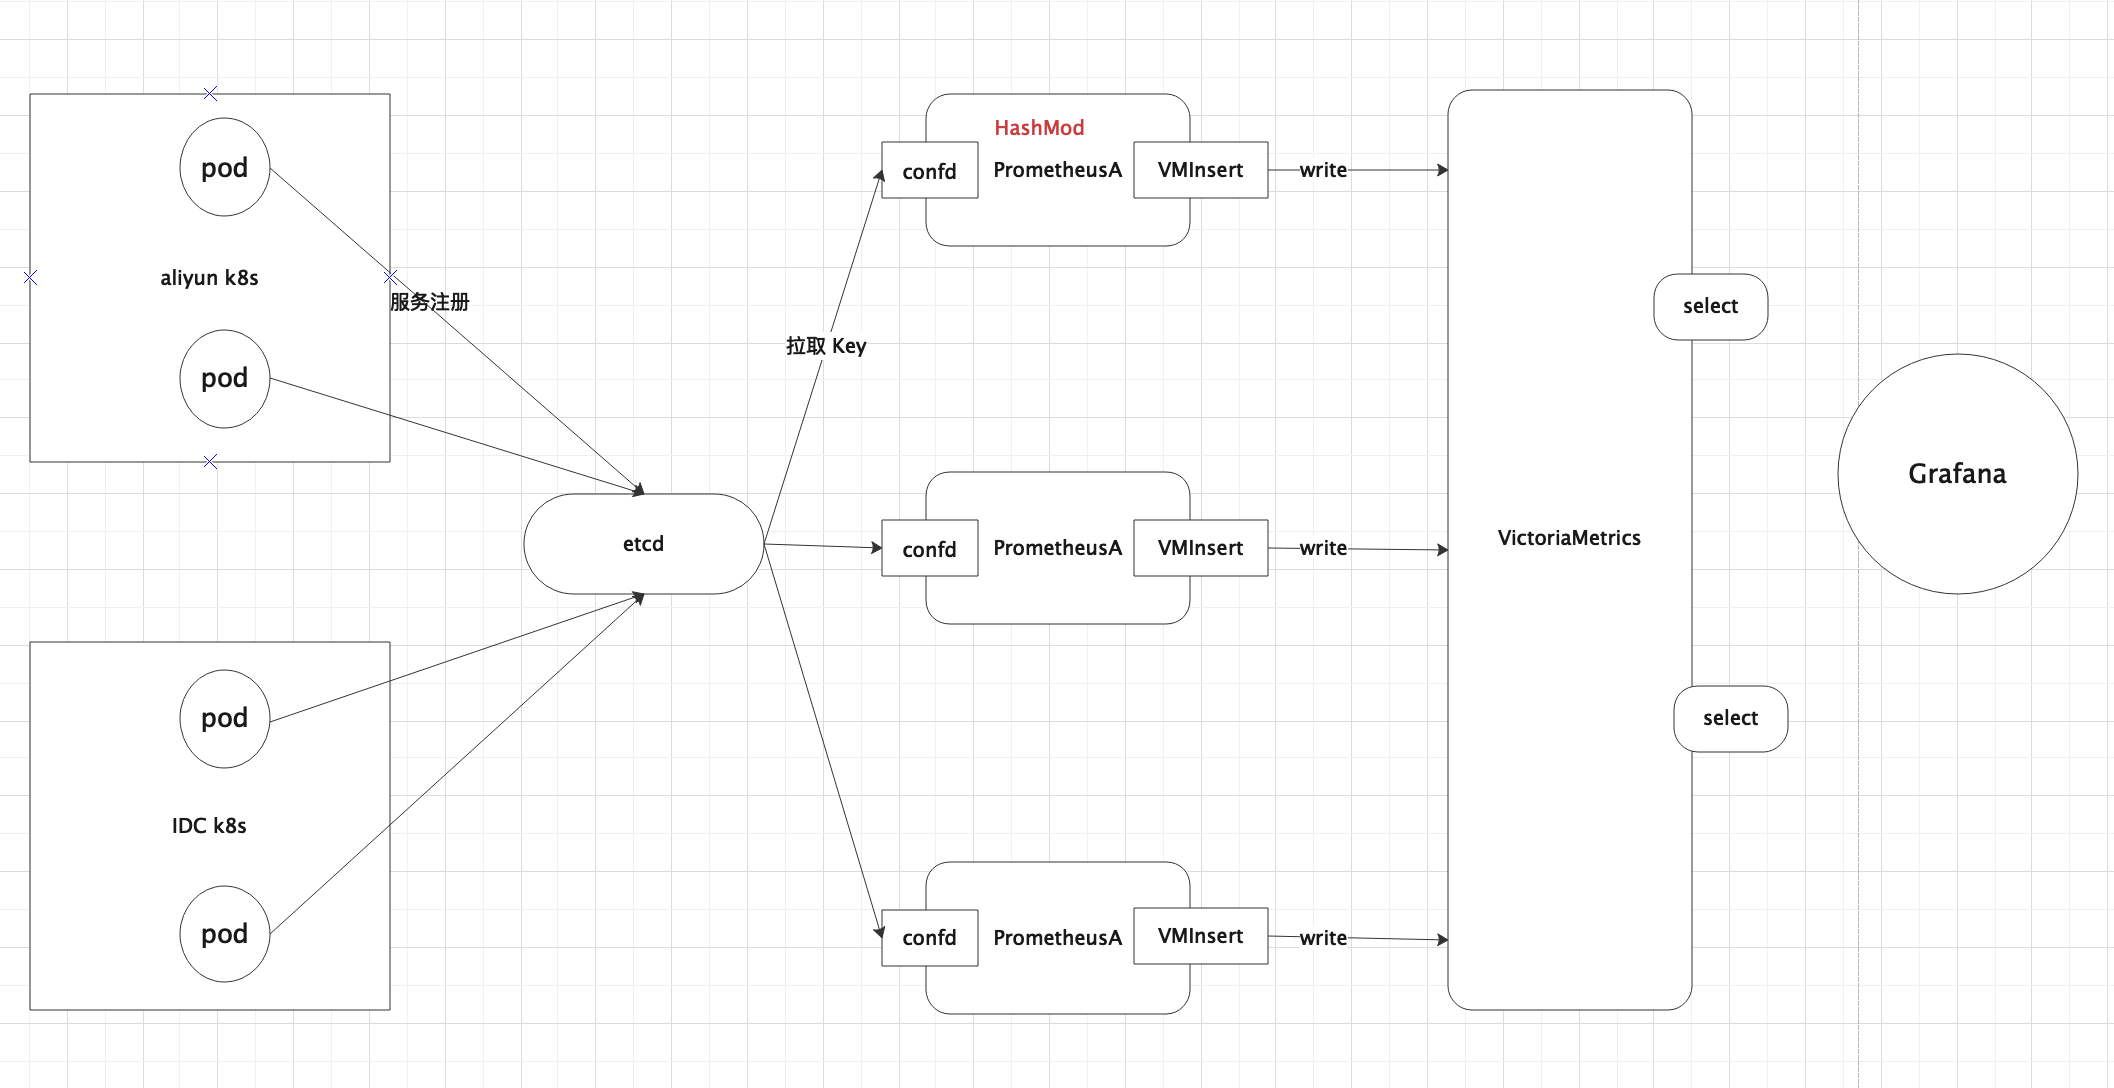 pod
aliyun k8s
服务注册
pod
etcd
pod
IDC k8s
pod
拉取 Key
HashMod
confd
PrometheusA
VMInsert
write
confd
PrometheusA
VMInsert
write
confd
PrometheusA
VMInsert
write
VictoriaMetrics
select
select
Grafana